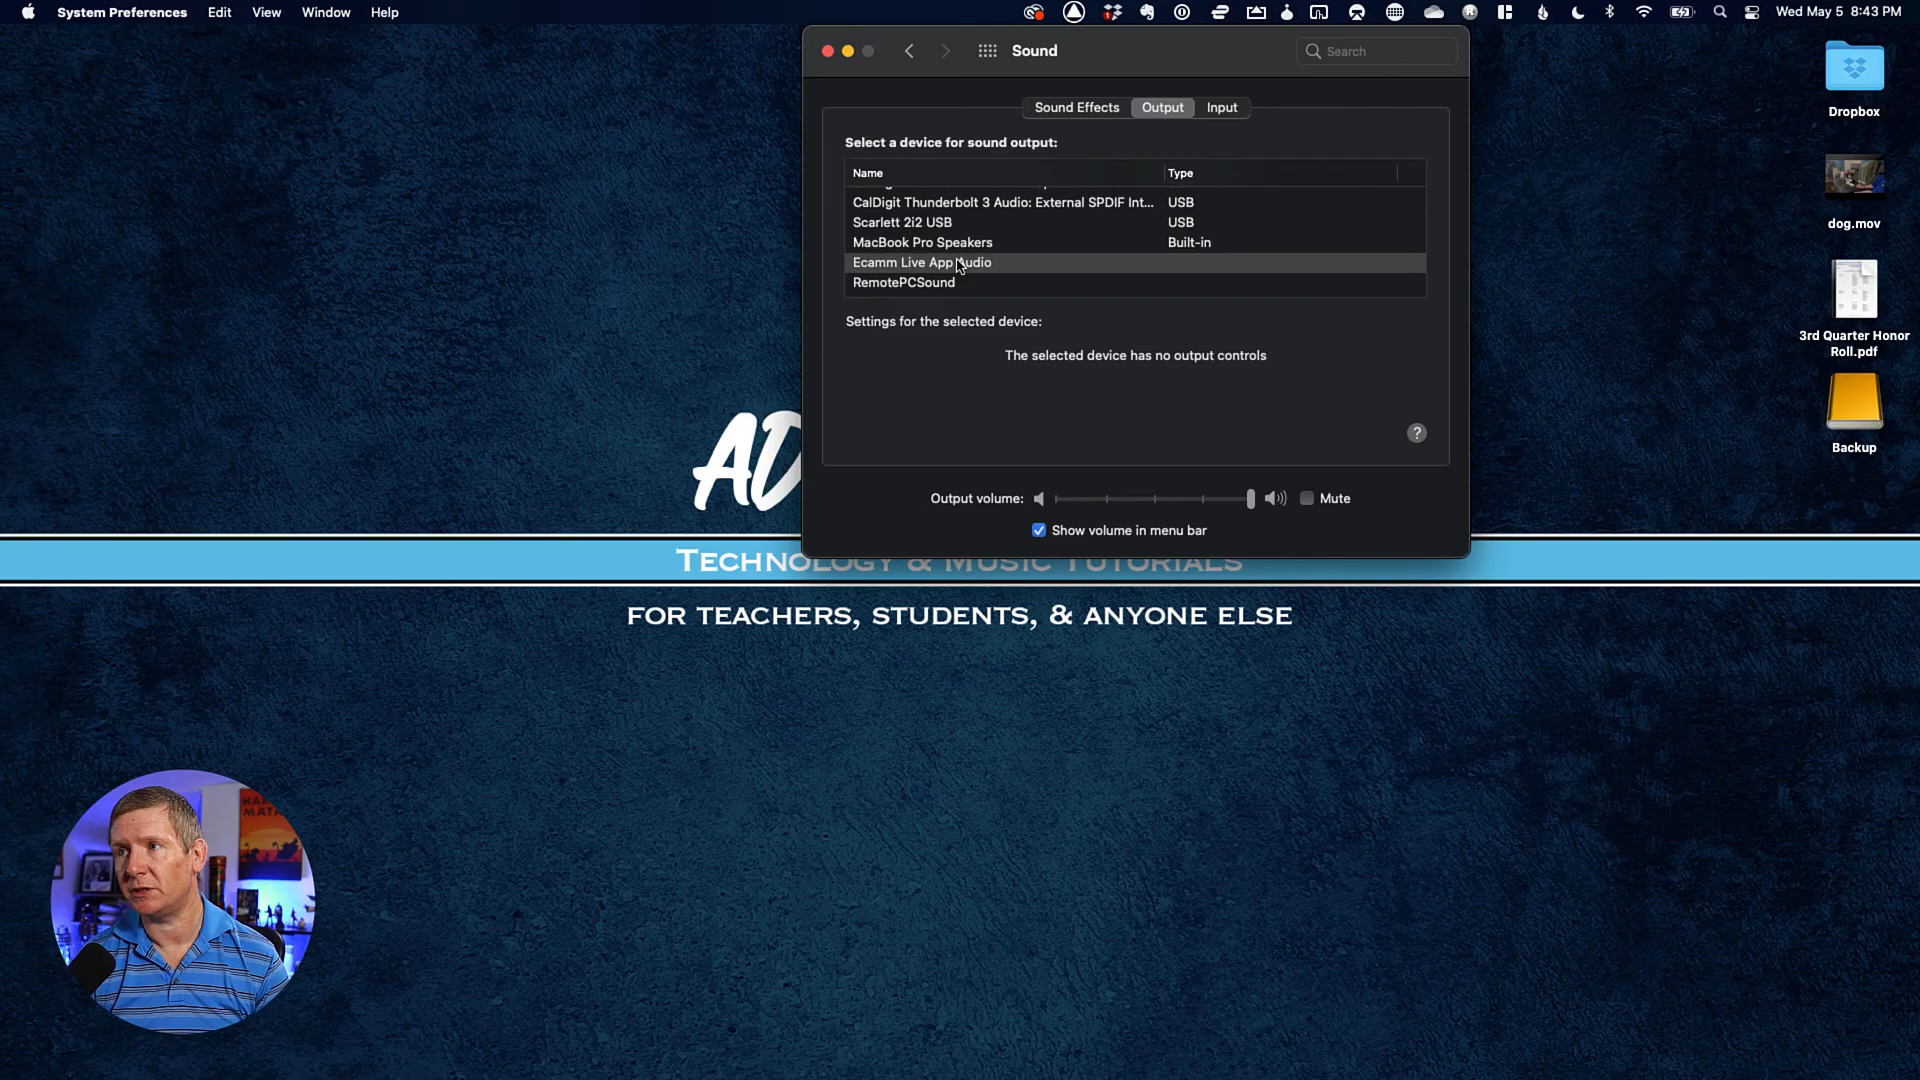 System Preferences Edit View Window Help
Wed May 5 8:43 PM
Sound
Search
Sound Effects Output Input
Select a device for sound output:
Name Type
CalDigit Thunderbolt 3 Audio: External SPDIF Int... USB
Scarlett 2i2 USB USB
MacBook Pro Speakers Built-in
Ecamm Live App Audio
RemotePCSound
Settings for the selected device:
The selected device has no output controls
?
Output volume: Mute
Show volume in menu bar
Dropbox
dog.mov
3rd Quarter Honor
Roll.pdf
Backup
AD
TECHNOLOGY & MUSIC TUTORIALS
FOR TEACHERS, STUDENTS, & ANYONE ELSE